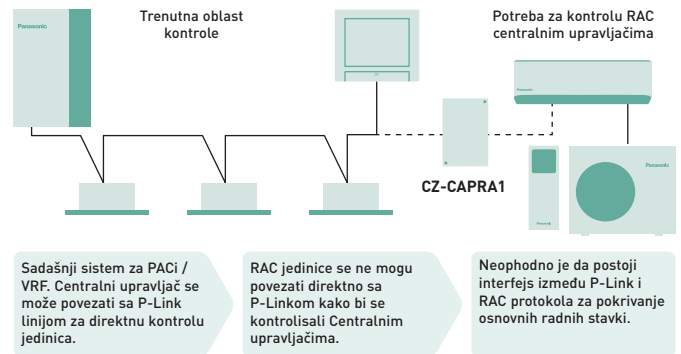 Trenutna oblast
kontrole
Potreba za kontrolu RAC
centralnim upravljačima
Panasonic
Panasonic
Panasonic
Panasonic
CZ-CAPRA1
Sadašnji sistem za PACi /
VRF. Centralni upravljač se
može povezati sa P-Link
linijom za direktnu kontrolu
jedinica.
RAC jedinice se ne mogu
povezati direktno sa
P-Linkom kako bi se
kontrolisali Centralnim
upravljačima.
Neophodno je da postoji
interfejs između P-Link i
RAC protokola za pokrivanje
osnovnih radnih stavki.